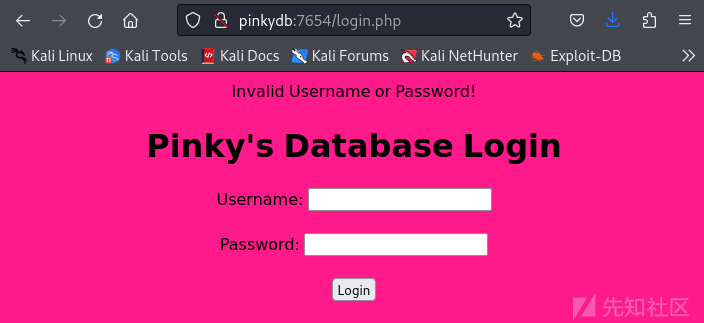 pinkydb:7654/login.php
Kali Linux Kali Tools Kali Docs Kali Forums Kali NetHunter Exploit-DB
Invalid Username or Password!
Pinky's Database Login
Username:
Password:
Login
先知社区